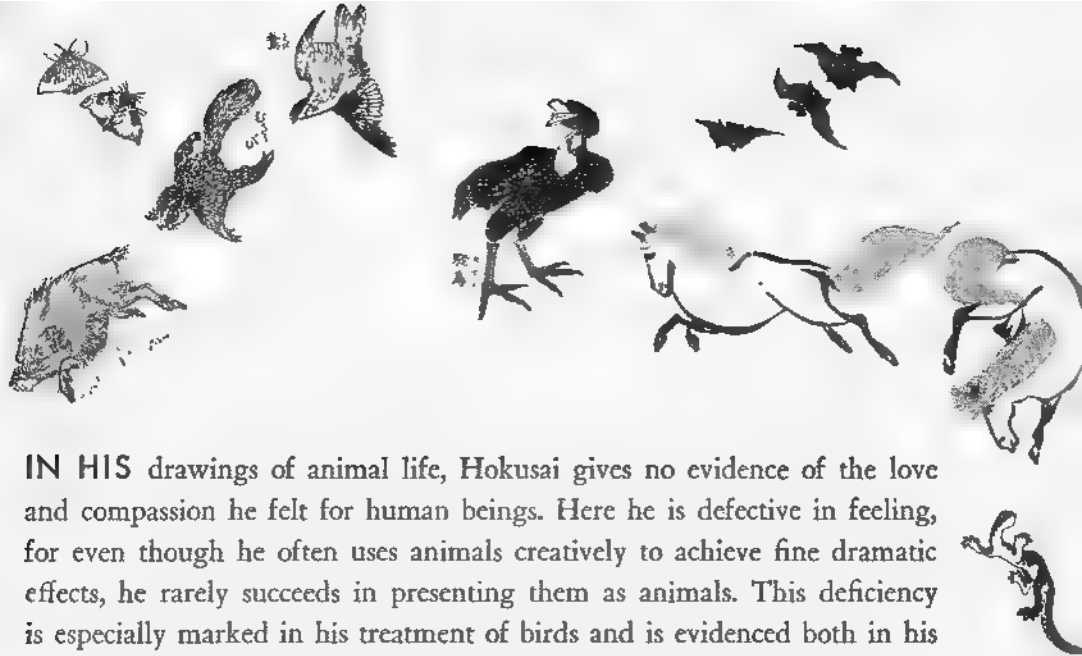 IN HIS drawings of animal life, Hokusai gives no evidence of the love
and compassion he felt for human beings. Here he is defective in feeling,
for even though he often uses animals creatively to achieve fine dramatic
effects, he rarely succeeds in presenting them as animals. This deficiency
is especially marked in his treatment of birds and is evidenced both in his